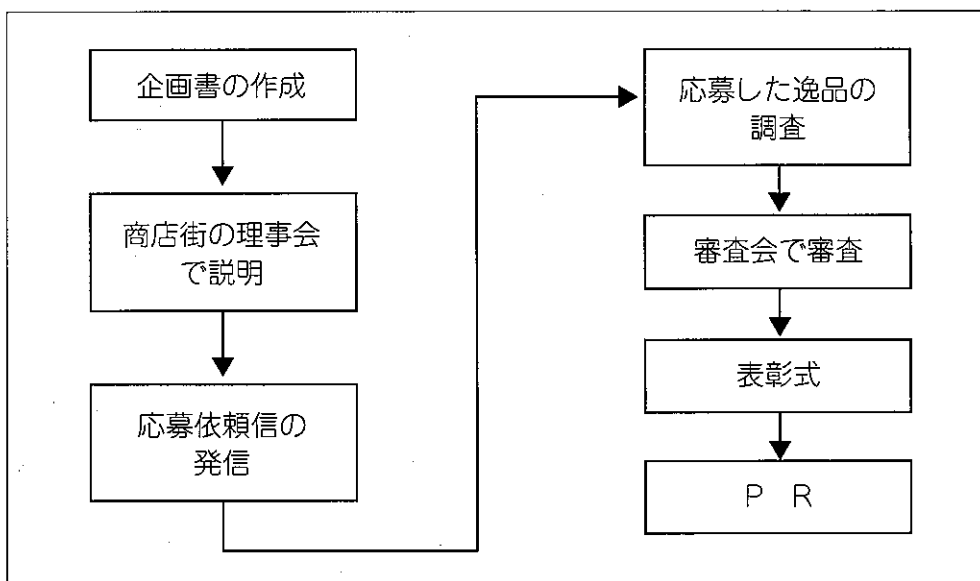 企画書の作成
商店街の理事会
で説明
応募依頼信の
発信
応募した逸品の
調査
審査会で審査
表彰式
P R